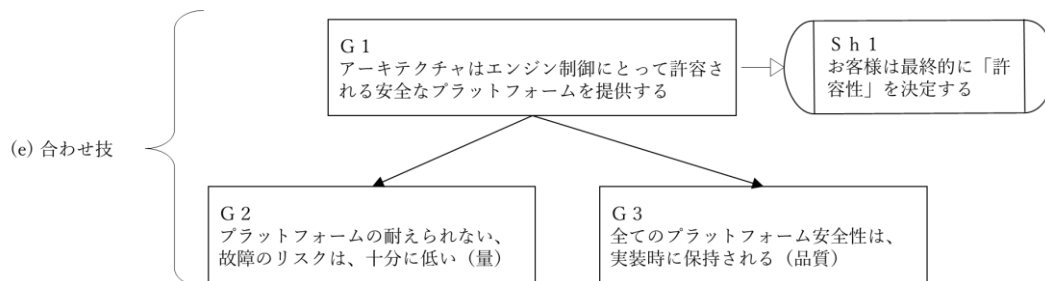 G1
アーキテクチャはエンジン制御にとって許容さ
れる安全なプラットフォームを提供する
Sh1
お客様は最終的に「許
容性」を決定する
(e) 合わせ技
G2
プラットフォームの耐えられない、
故障のリスクは、十分に低い（量）
G3
全てのプラットフォーム安全性は、
実装時に保持される（品質）